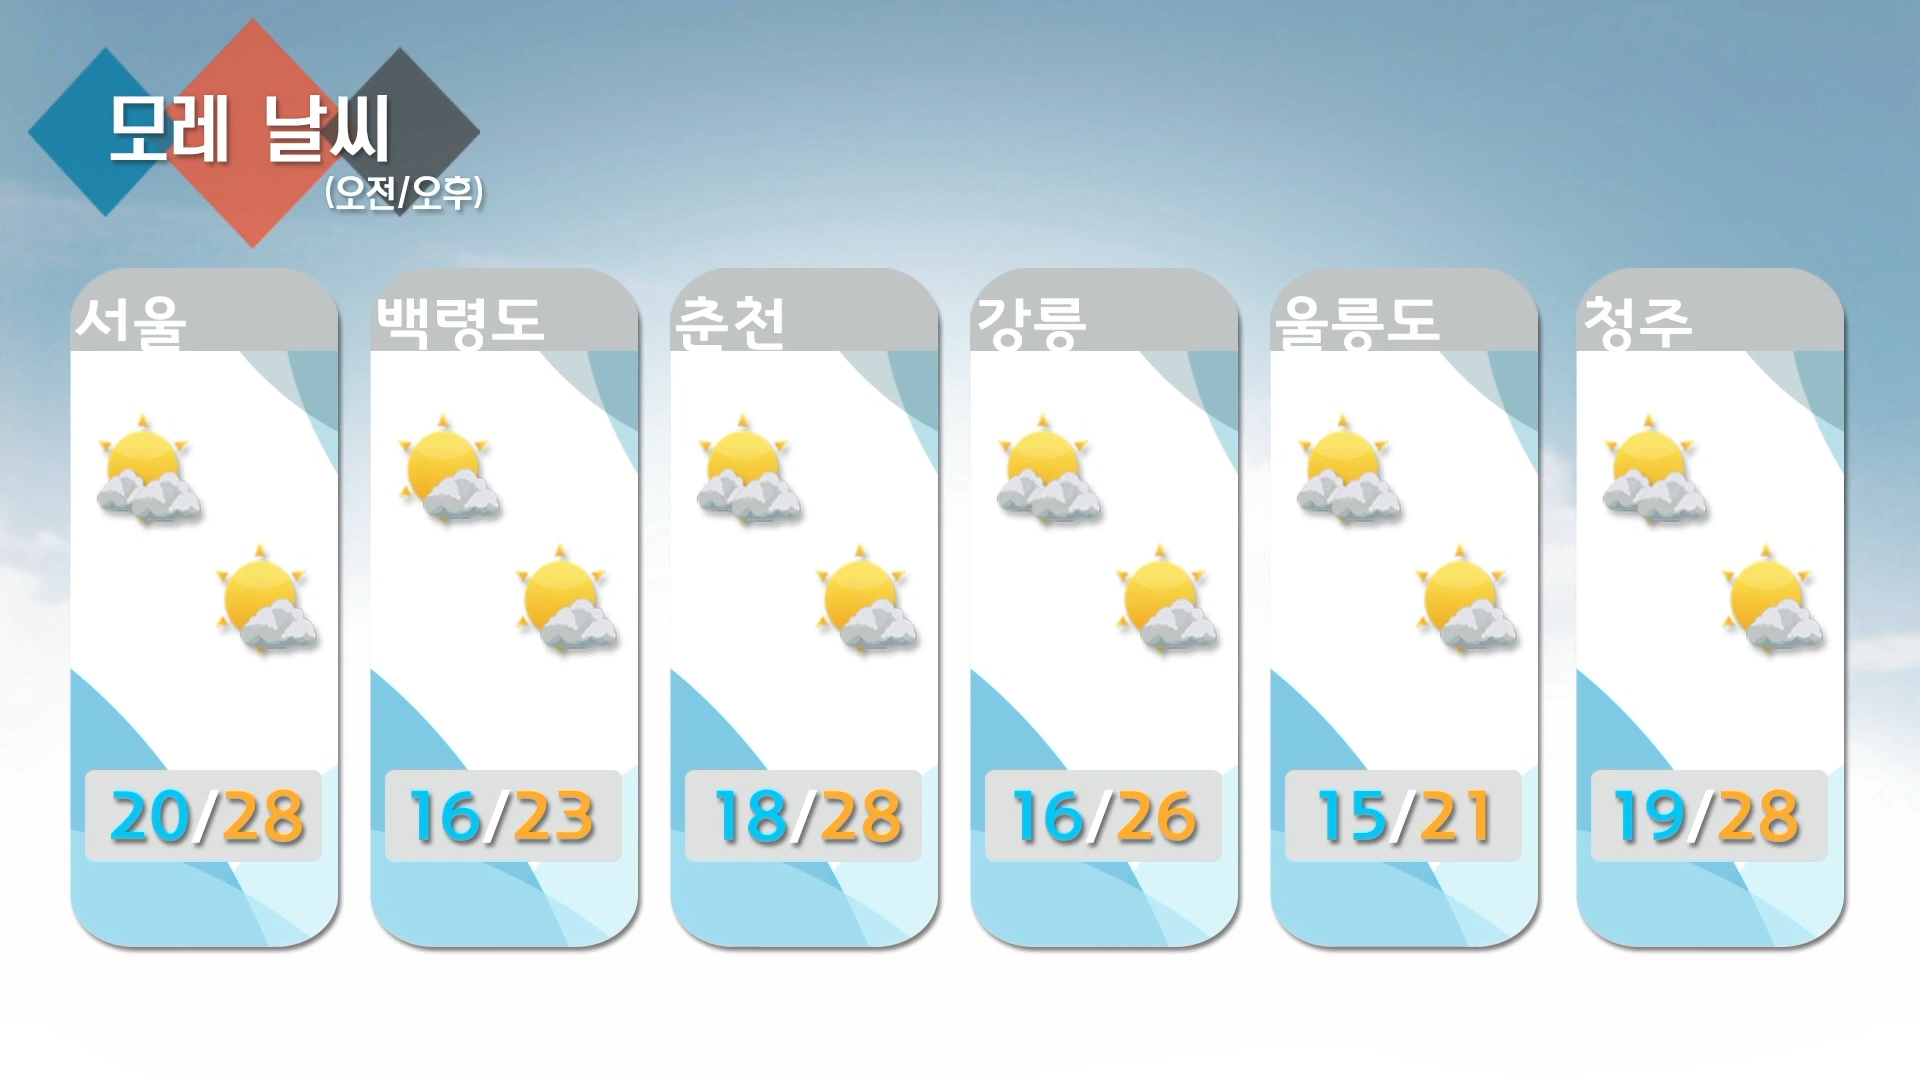 모레 날씨
(오전/오후)
서울
백령도
춘천
강릉
울릉도
청주
20/28
16/23
18/28
16/26
15/21
19/28